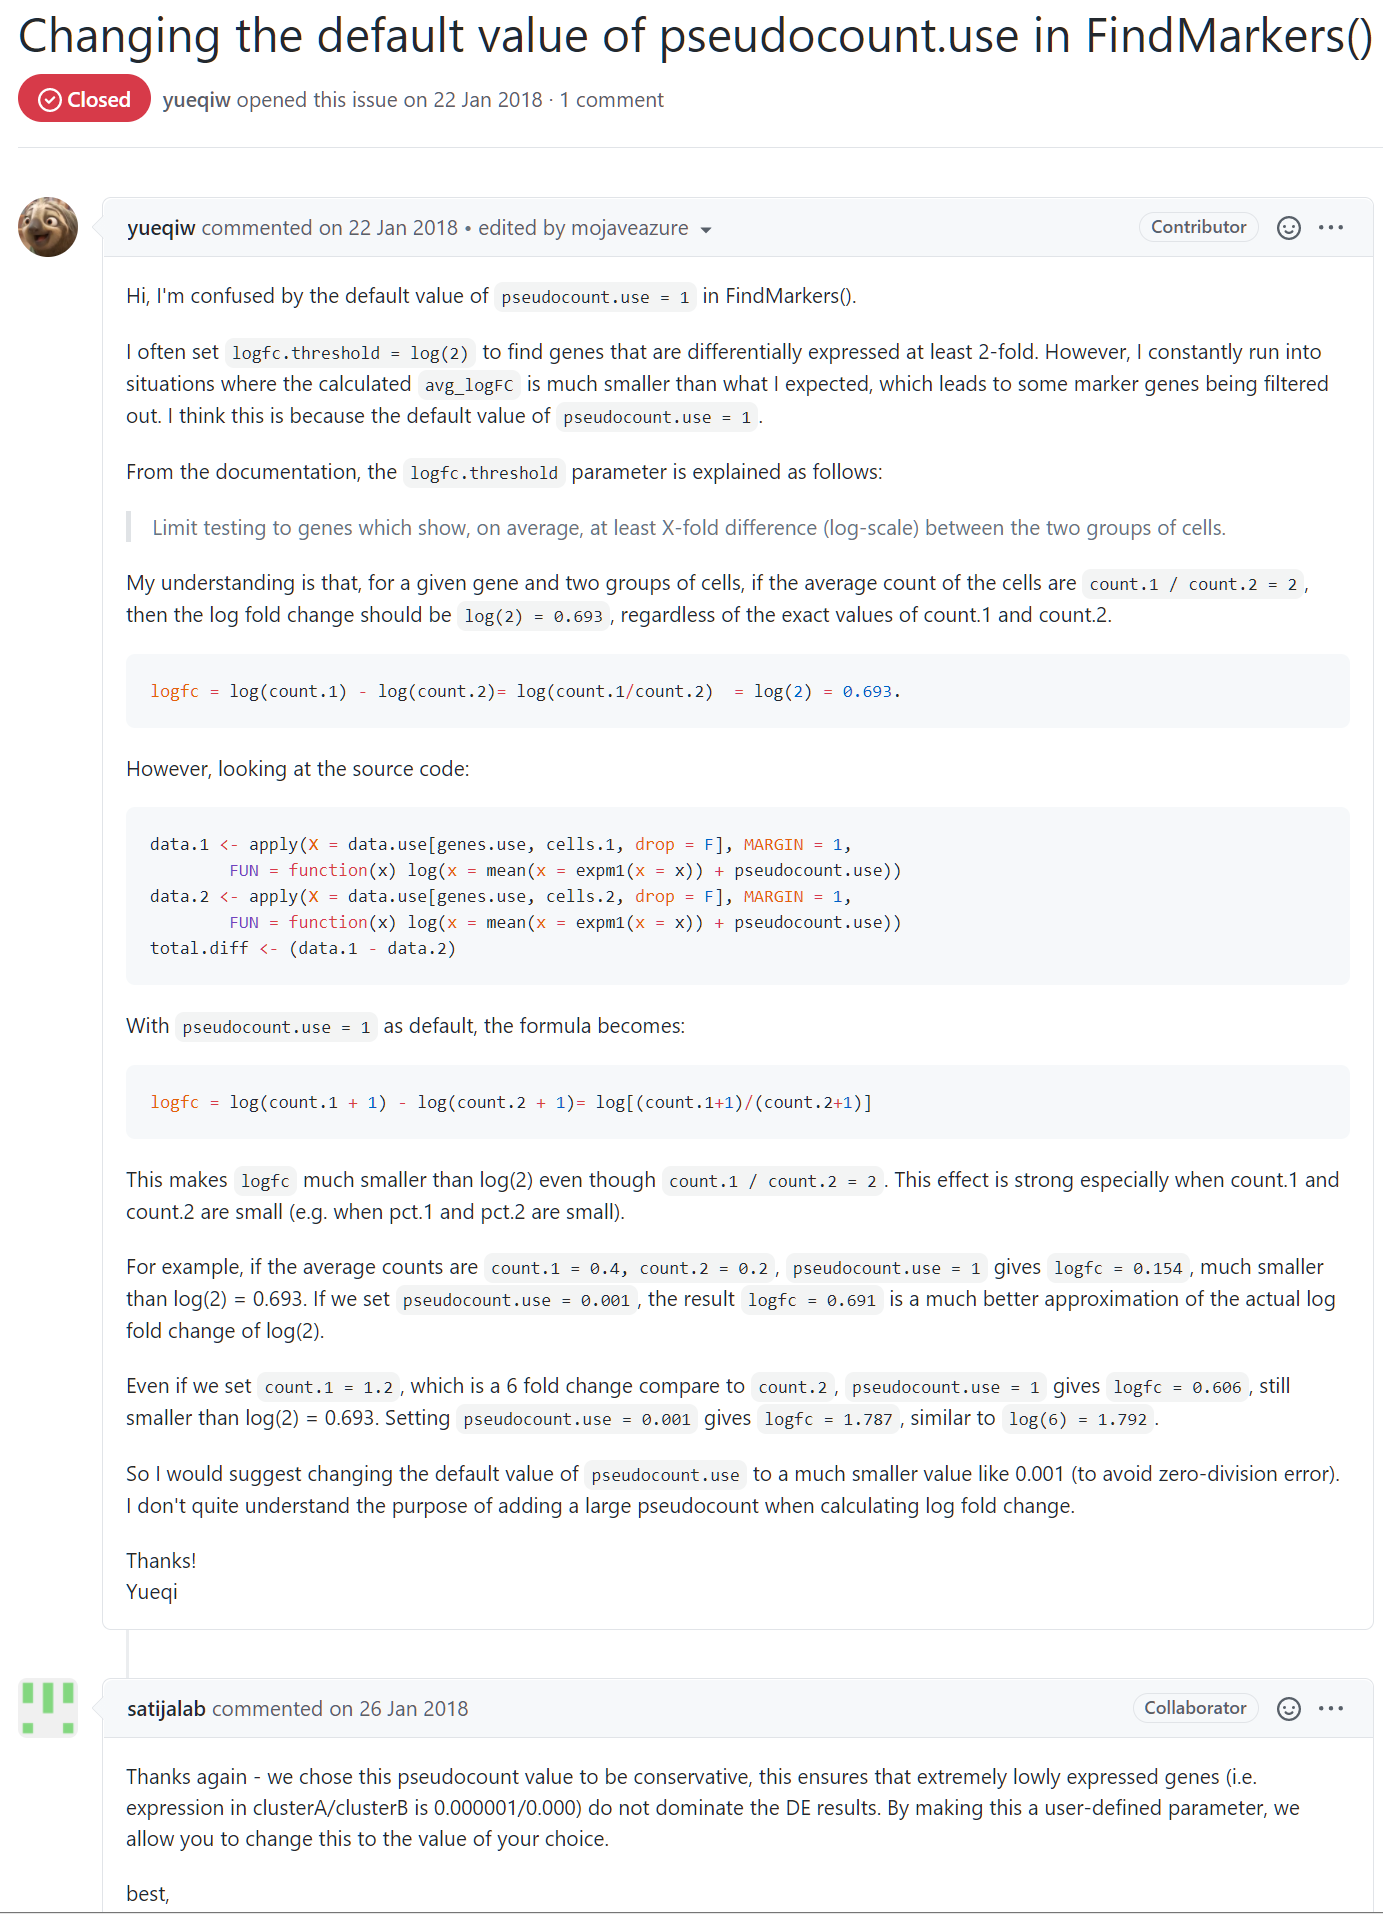 Changing the default value of pseudocount.use in FindMarkers()
Closed yueqiw opened this issue on 22 Jan 2018 · 1 comment
yueqiw commented on 22 Jan 2018 • edited by mojaveazure Contributor
Hi, I'm confused by the default value of pseudocount.use = 1 in FindMarkers().
I often set logfc.threshold = log(2) to find genes that are differentially expressed at least 2-fold. However, I constantly run into
situations where the calculated avg_logFC is much smaller than what I expected, which leads to some marker genes being filtered
out. I think this is because the default value of pseudocount.use = 1.
From the documentation, the logfc.threshold parameter is explained as follows:
Limit testing to genes which show, on average, at least X-fold difference (log-scale) between the two groups of cells.
My understanding is that, for a given gene and two groups of cells, if the average count of the cells are count.1 / count.2 = 2,
then the log fold change should be log(2) = 0.693, regardless of the exact values of count.1 and count.2.
logfc = log(count.1) - log(count.2)= log(count.1/count.2)  = log(2) = 0.693.
However, looking at the source code:
data.1 <- apply(X = data.use[genes.use, cells.1, drop = F], MARGIN = 1,
FUN = function(x) log(x = mean(x = expm1(x = x)) + pseudocount.use))
data.2 <- apply(X = data.use[genes.use, cells.2, drop = F], MARGIN = 1,
FUN = function(x) log(x = mean(x = expm1(x = x)) + pseudocount.use))
total.diff <- (data.1 - data.2)
With pseudocount.use = 1 as default, the formula becomes:
logfc = log(count.1 + 1) - log(count.2 + 1)= log[(count.1+1)/(count.2+1)]
This makes logfc much smaller than log(2) even though count.1 / count.2 = 2. This effect is strong especially when count.1 and
count.2 are small (e.g. when pct.1 and pct.2 are small).
For example, if the average counts are count.1 = 0.4, count.2 = 0.2, pseudocount.use = 1 gives logfc = 0.154, much smaller
than log(2) = 0.693. If we set pseudocount.use = 0.001, the result logfc = 0.691 is a much better approximation of the actual log
fold change of log(2).
Even if we set count.1 = 1.2, which is a 6 fold change compare to count.2, pseudocount.use = 1 gives logfc = 0.606, still
smaller than log(2) = 0.693. Setting pseudocount.use = 0.001 gives logfc = 1.787, similar to log(6) = 1.792.
So I would suggest changing the default value of pseudocount.use to a much smaller value like 0.001 (to avoid zero-division error).
I don't quite understand the purpose of adding a large pseudocount when calculating log fold change.
Thanks!
Yueqi
satijalab commented on 26 Jan 2018 Collaborator
Thanks again - we chose this pseudocount value to be conservative, this ensures that extremely lowly expressed genes (i.e.
expression in clusterA/clusterB is 0.000001/0.000) do not dominate the DE results. By making this a user-defined parameter, we
allow you to change this to the value of your choice.
best,